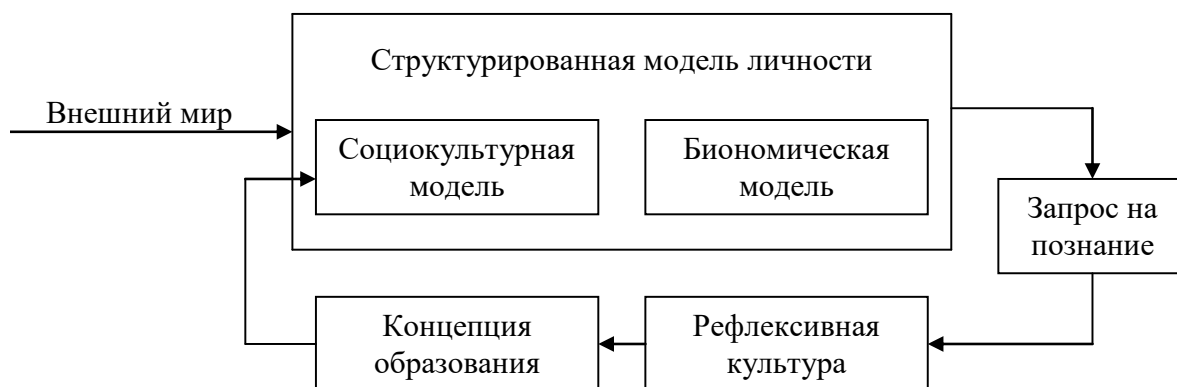 Структурированная модель личности
Внешний мир
Социокультурная
модель
Биономическая
модель
Запрос на
познание
Концепция
образования
Рефлексивная
культура